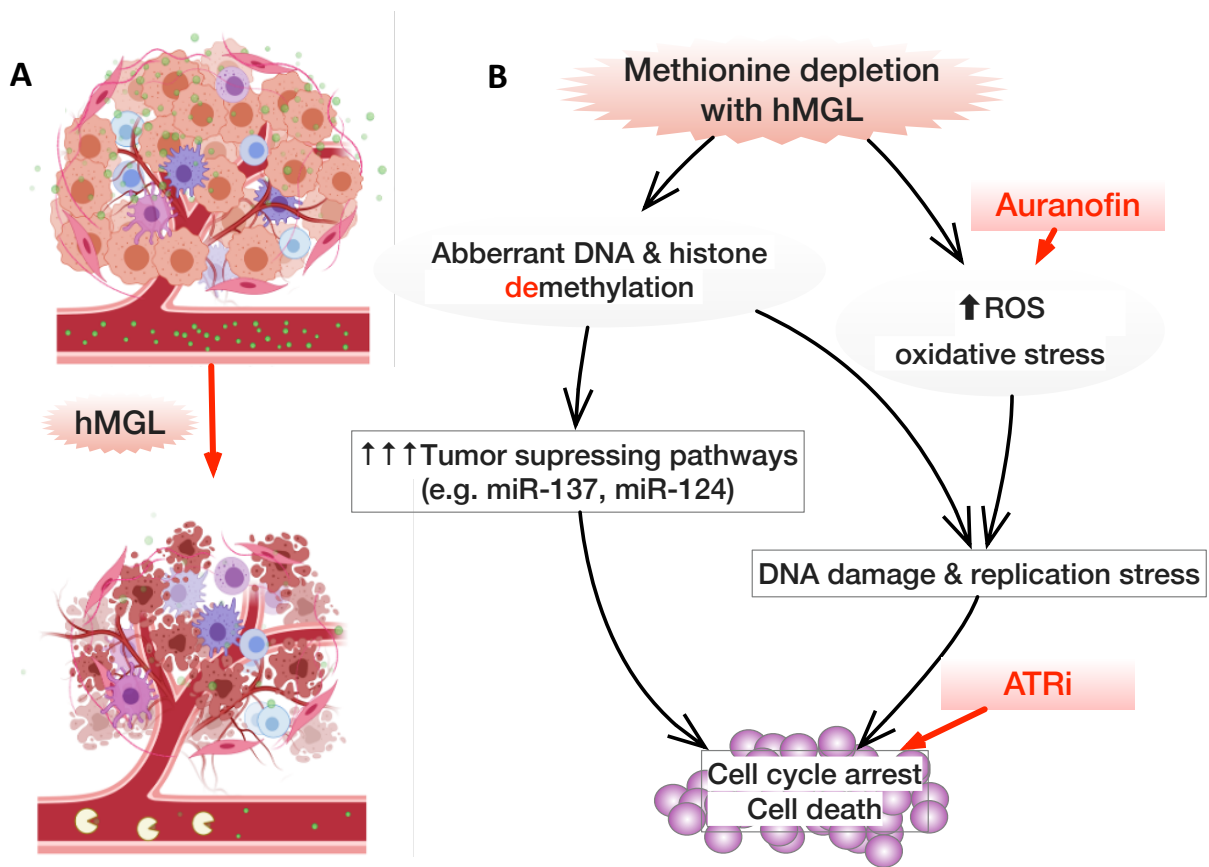 A
hMGL
B
Methionine depletion
with hMGL
Auranofin
Abberrant DNA & histone
demethylation
⬆ROS
oxidative stress
↑↑↑Tumor supressing pathways
(e.g. miR-137, miR-124)
DNA damage & replication stress
ATRi
Cell cycle arrest
Cell death